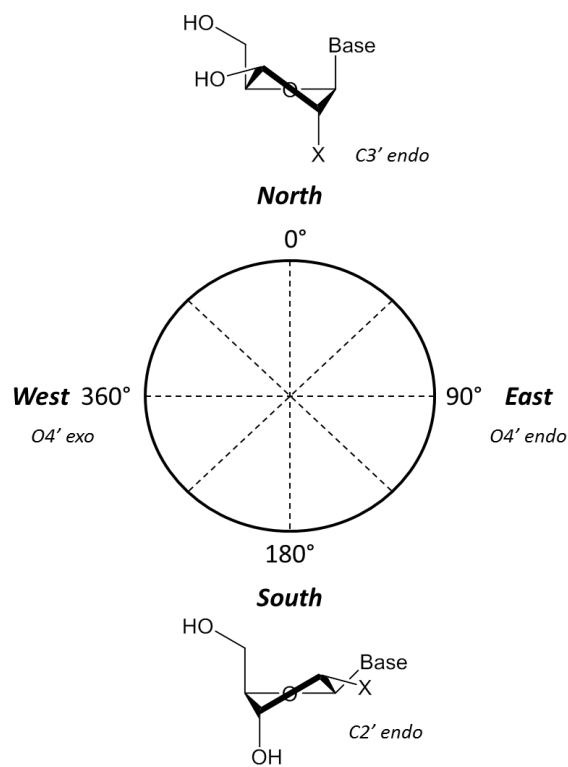 HO
Base
HO
O
X
C3’ endo
North
0°
West 360°
90° East
O4’ exo
O4’ endo
180°
South
HO
Base
O
X
C2’ endo
OH